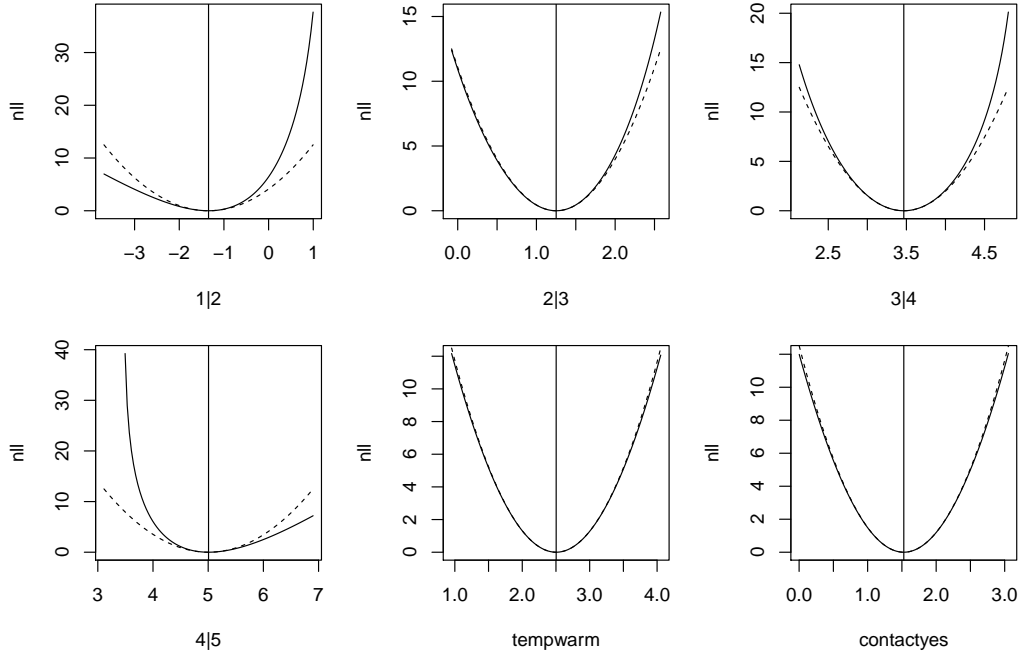 nll
0 10 20 30
−3 −2 −1 0 1
1|2
nll
0 5 10 15
0.0 1.0 2.0
2|3
nll
0 5 10 15 20
2.5 3.5 4.5
3|4
nll
0 10 20 30 40
3 4 5 6 7
4|5
nll
0 2 4 6 8 10
1.0 2.0 3.0 4.0
tempwarm
nll
0 2 4 6 8 10
0.0 1.0 2.0 3.0
contactyes